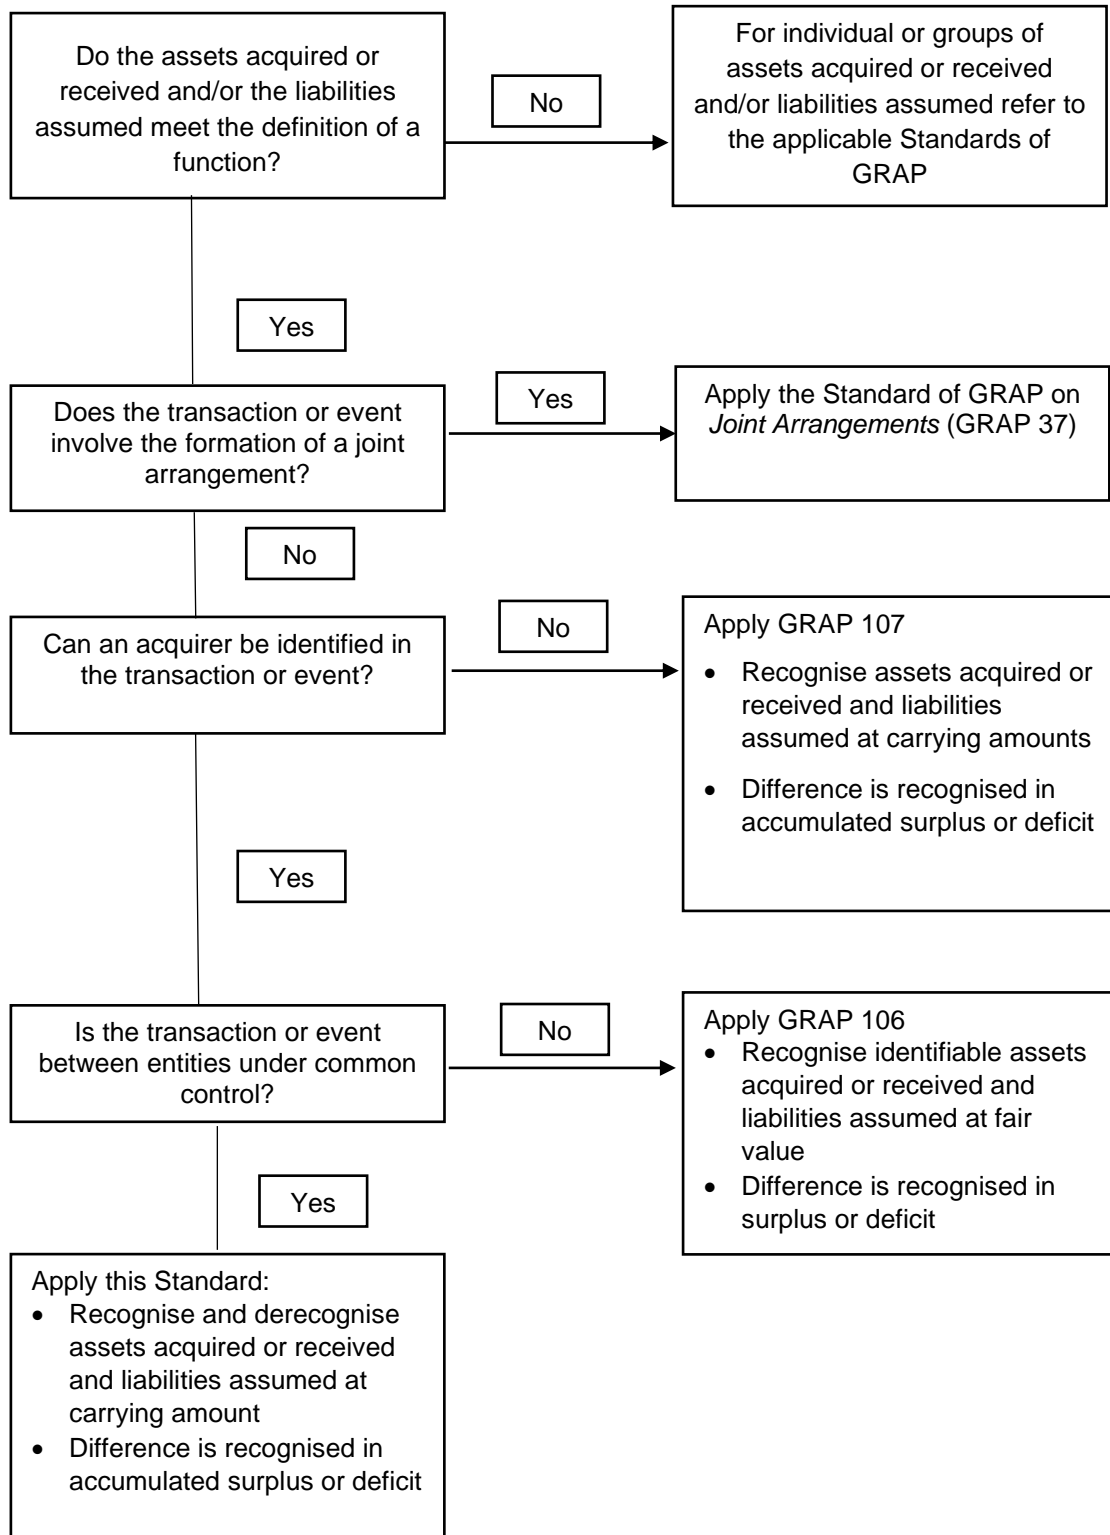 Do the assets acquired or
received and/or the liabilities
assumed meet the definition of a
function?
No
For individual or groups of
assets acquired or received
and/or liabilities assumed refer to
the applicable Standards of
GRAP
Yes
Does the transaction or event
involve the formation of a joint
arrangement?
Yes
Apply the Standard of GRAP on
Joint Arrangements (GRAP 37)
No
Can an acquirer be identified in
the transaction or event?
No
Apply GRAP 107
• Recognise assets acquired or
received and liabilities
assumed at carrying amounts
• Difference is recognised in
accumulated surplus or deficit
Yes
Is the transaction or event
between entities under common
control?
No
Apply GRAP 106
• Recognise identifiable assets
acquired or received and
liabilities assumed at fair
value
• Difference is recognised in
surplus or deficit
Yes
Apply this Standard:
• Recognise and derecognise
assets acquired or received
and liabilities assumed at
carrying amount
• Difference is recognised in
accumulated surplus or deficit